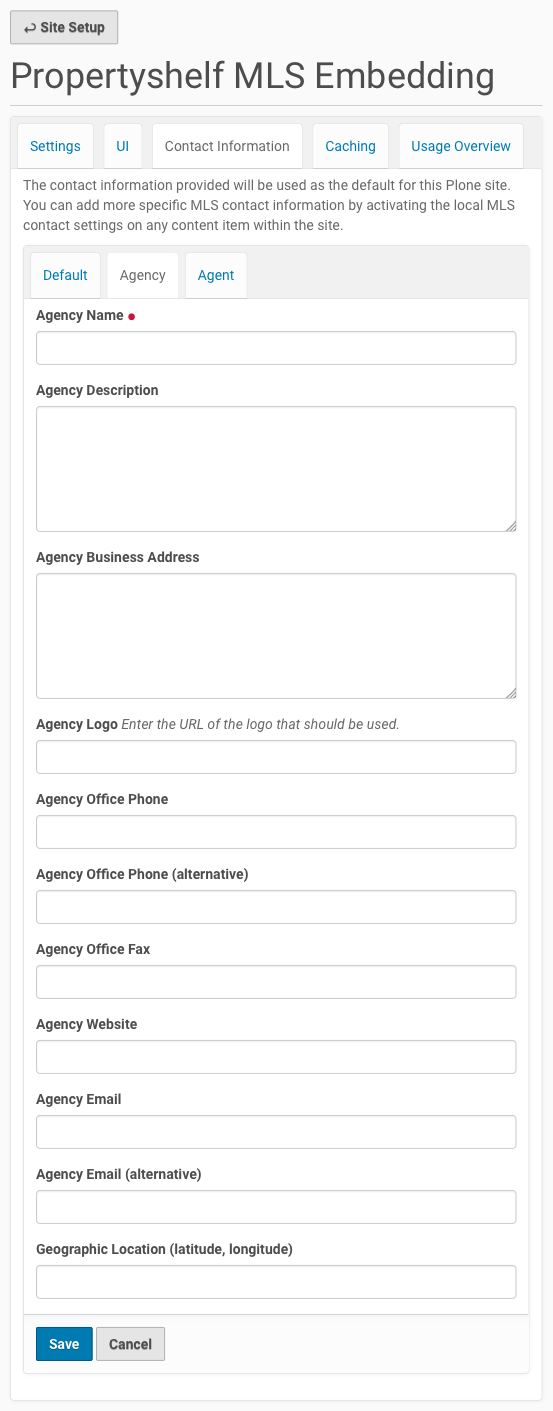 Site Setup
Propertyshelf MLS Embedding
Settings UI Contact Information Caching Usage Overview
The contact information provided will be used as the default for this Plone site.
You can add more specific MLS contact information by activating the local MLS
contact settings on any content item within the site.
Default Agency Agent
Agency Name
Agency Description
Agency Business Address
Agency Logo Enter the URL of the logo that should be used.
Agency Office Phone
Agency Office Phone (alternative)
Agency Office Fax
Agency Website
Agency Email
Agency Email (alternative)
Geographic Location (latitude, longitude)
Save Cancel